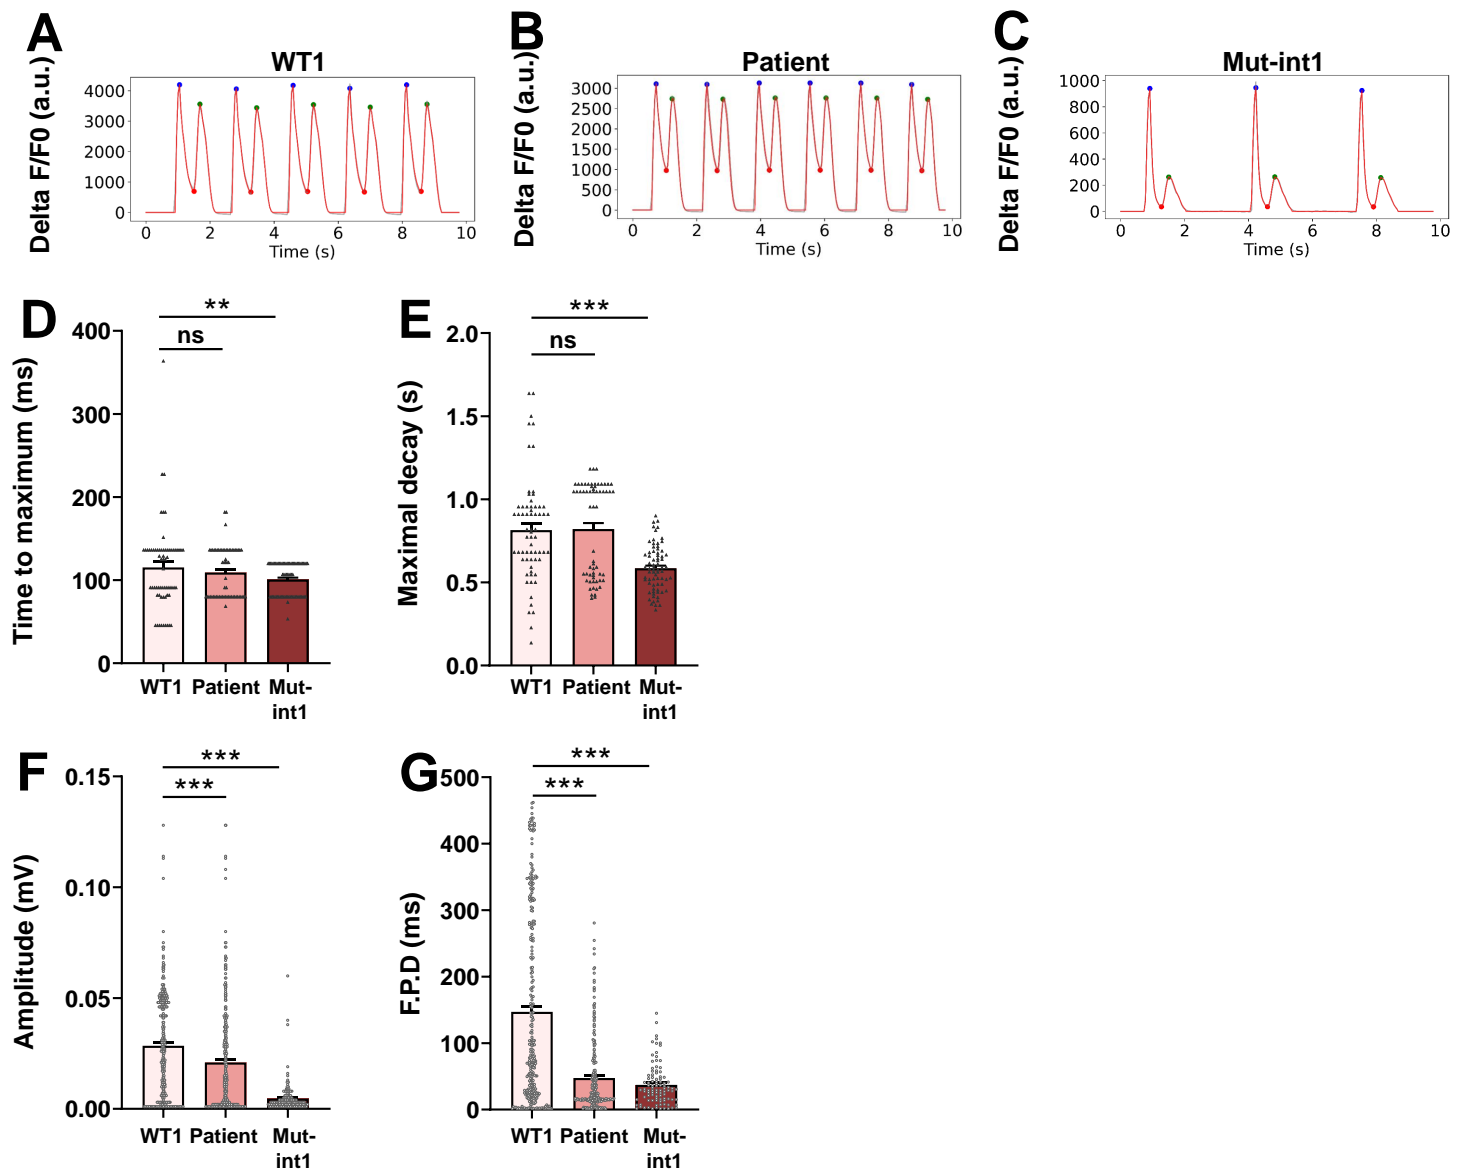 A
WT1
Delta F/F0 (a.u.)
4000
3000
2000
1000
0
0 2 4 6 8 10
Time (s)
B
Patient
Delta F/F0 (a.u.)
3000
2500
2000
1500
1000
500
0
0 2 4 6 8 10
Time (s)
C
Mut-int1
Delta F/F0 (a.u.)
1000
800
600
400
200
0
0 2 4 6 8 10
Time (s)
D
Time to maximum (ms)
400
300
200
100
0
**
ns
WT1 Patient Mut-
int1
E
Maximal decay (s)
2.0
1.5
1.0
0.5
0.0
***
ns
WT1 Patient Mut-
int1
F
Amplitude (mV)
0.15
0.10
0.05
0.00
***
***
WT1 Patient Mut-
int1
G
F.P.D (ms)
500
400
300
200
100
0
***
***
WT1 Patient Mut-
int1